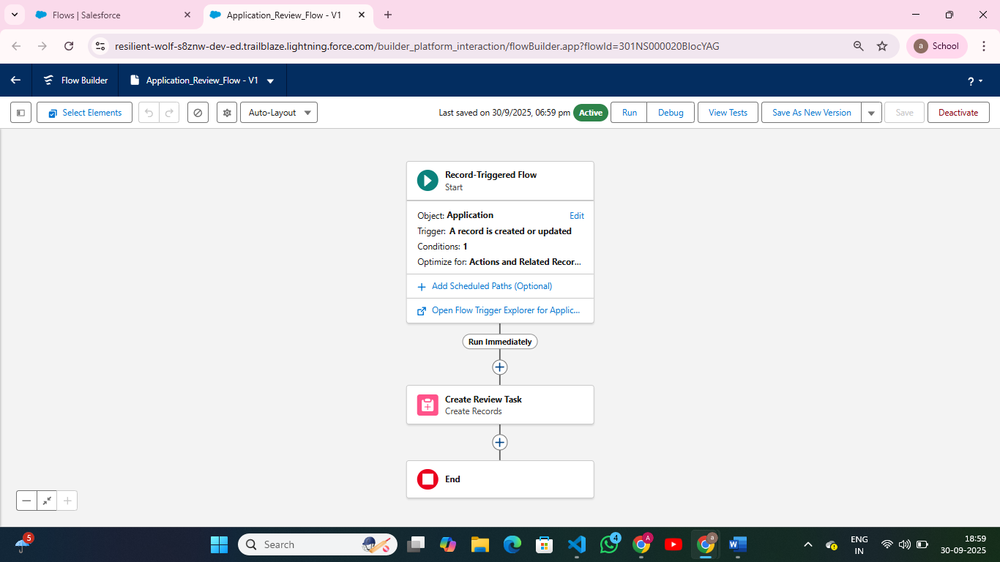 Flows | Salesforce
Application_Review_Flow - V1
resilient-wolf-s8znw-dev-ed.trailblaze.lightning.force.com/builder_platform_interaction/flowBuilder.app?flowId=301NS000020BIocYAG
a School
Flow Builder
Application_Review_Flow - V1
?
Select Elements
Auto-Layout
Last saved on 30/9/2025, 06:59 pm
Active
Run
Debug
View Tests
Save As New Version
Save
Deactivate
Record-Triggered Flow
Start
Object: Application
Edit
Trigger: A record is created or updated
Conditions: 1
Optimize for: Actions and Related Recor...
Add Scheduled Paths (Optional)
Open Flow Trigger Explorer for Applic...
Run Immediately
Create Review Task
Create Records
End
5
Search
4
A
a
W
ENG
IN
18:59
30-09-2025